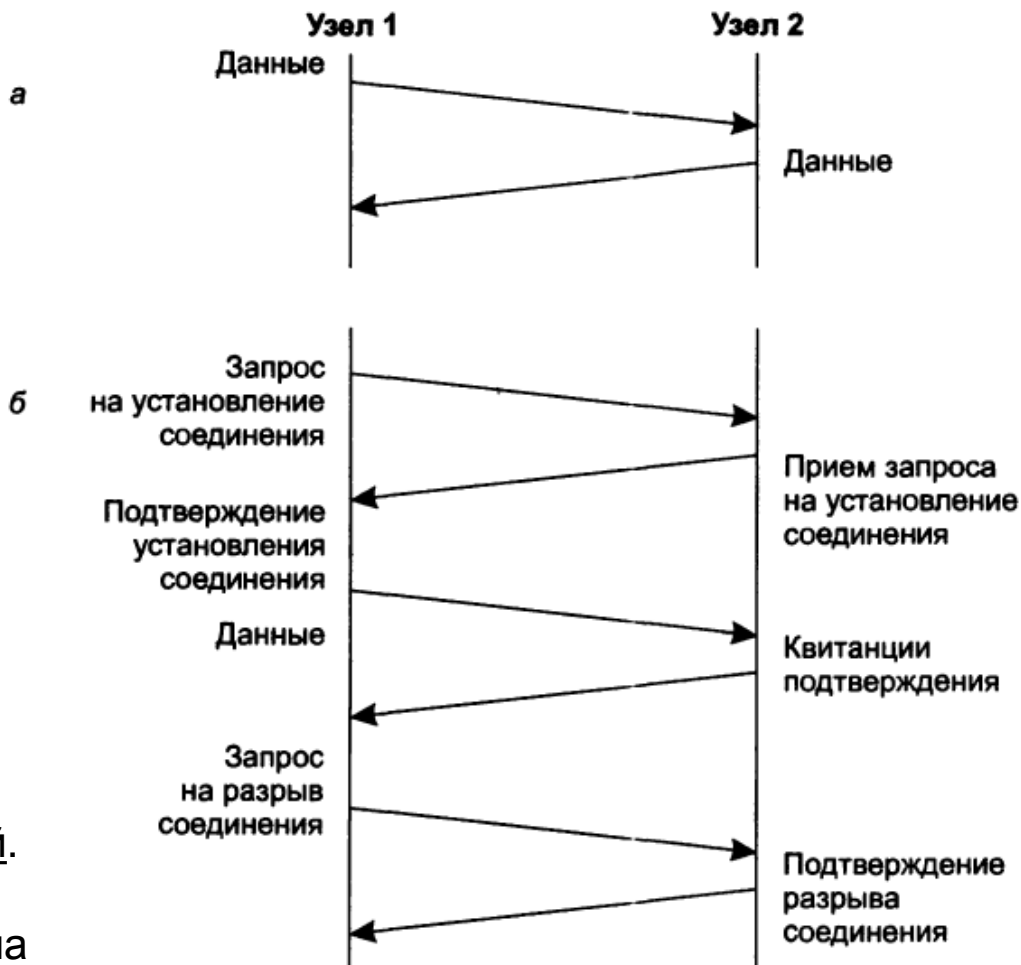 Узел 1
Узел 2
а
Данные
Данные
б
Запрос
на установление
соединения
Прием запроса
на установление
соединения
Подтверждение
установления
соединения
Данные
Квитанции
подтверждения
Запрос
на разрыв
соединения
Подтверждение
разрыва
соединения
й.